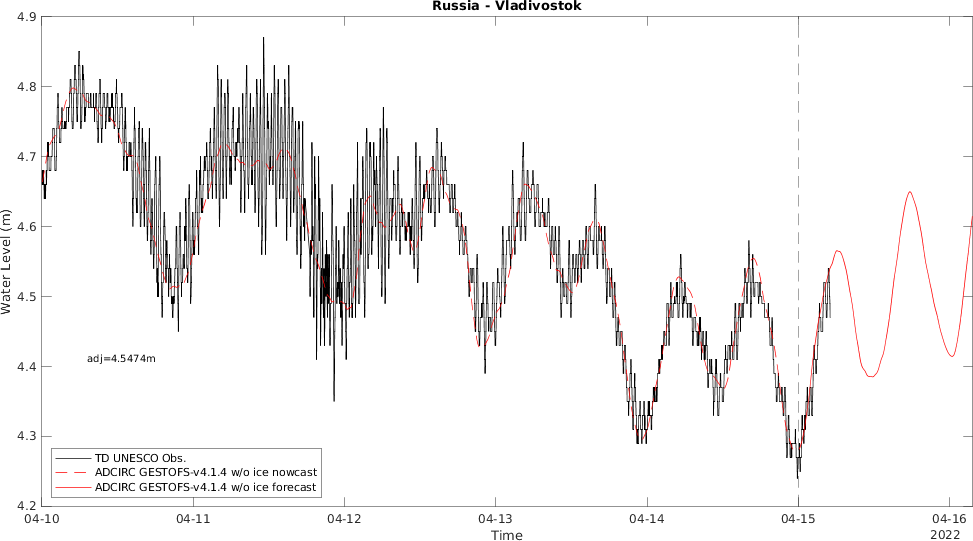 Russia - Vladivostok
4.9
4.8
4.7
4.6
4.5
4.4
4.3
4.2
Water Level (m)
adj=4.5474m
TD UNESCO Obs.
ADCIRC GESTOFS-v4.1.4 w/o ice nowcast
ADCIRC GESTOFS-v4.1.4 w/o ice forecast
04-10 04-11 04-12 04-13 04-14 04-15 04-16
Time 2022